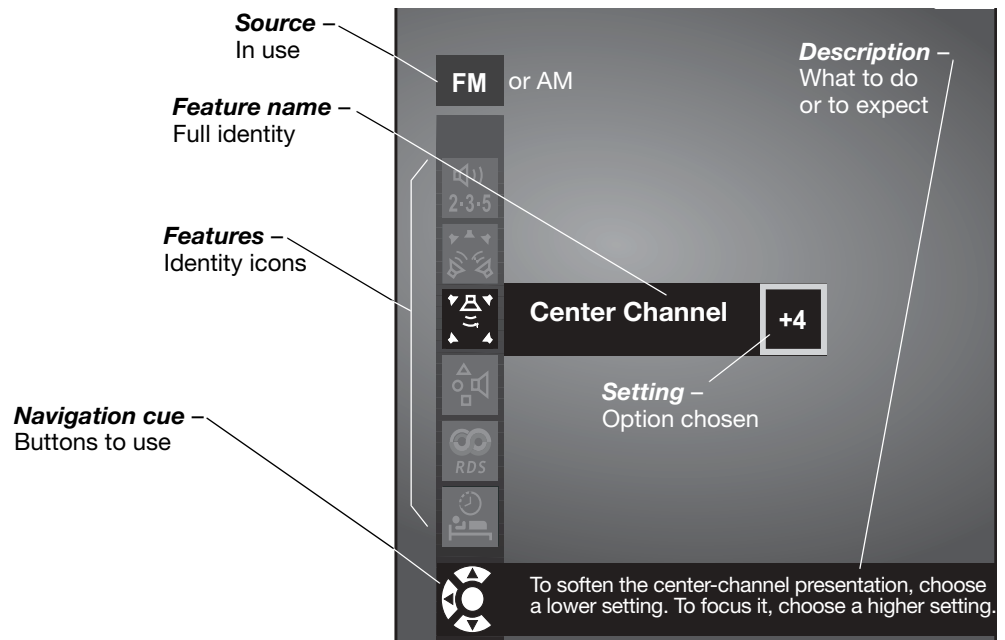 Source –
In use
FM or AM
Description –
What to do
or to expect
Feature name –
Full identity
2•3•5
Features –
Identity icons
Center Channel
+4
Setting –
Option chosen
Navigation cue –
Buttons to use
RDS
To soften the center-channel presentation, choose
a lower setting. To focus it, choose a higher setting.